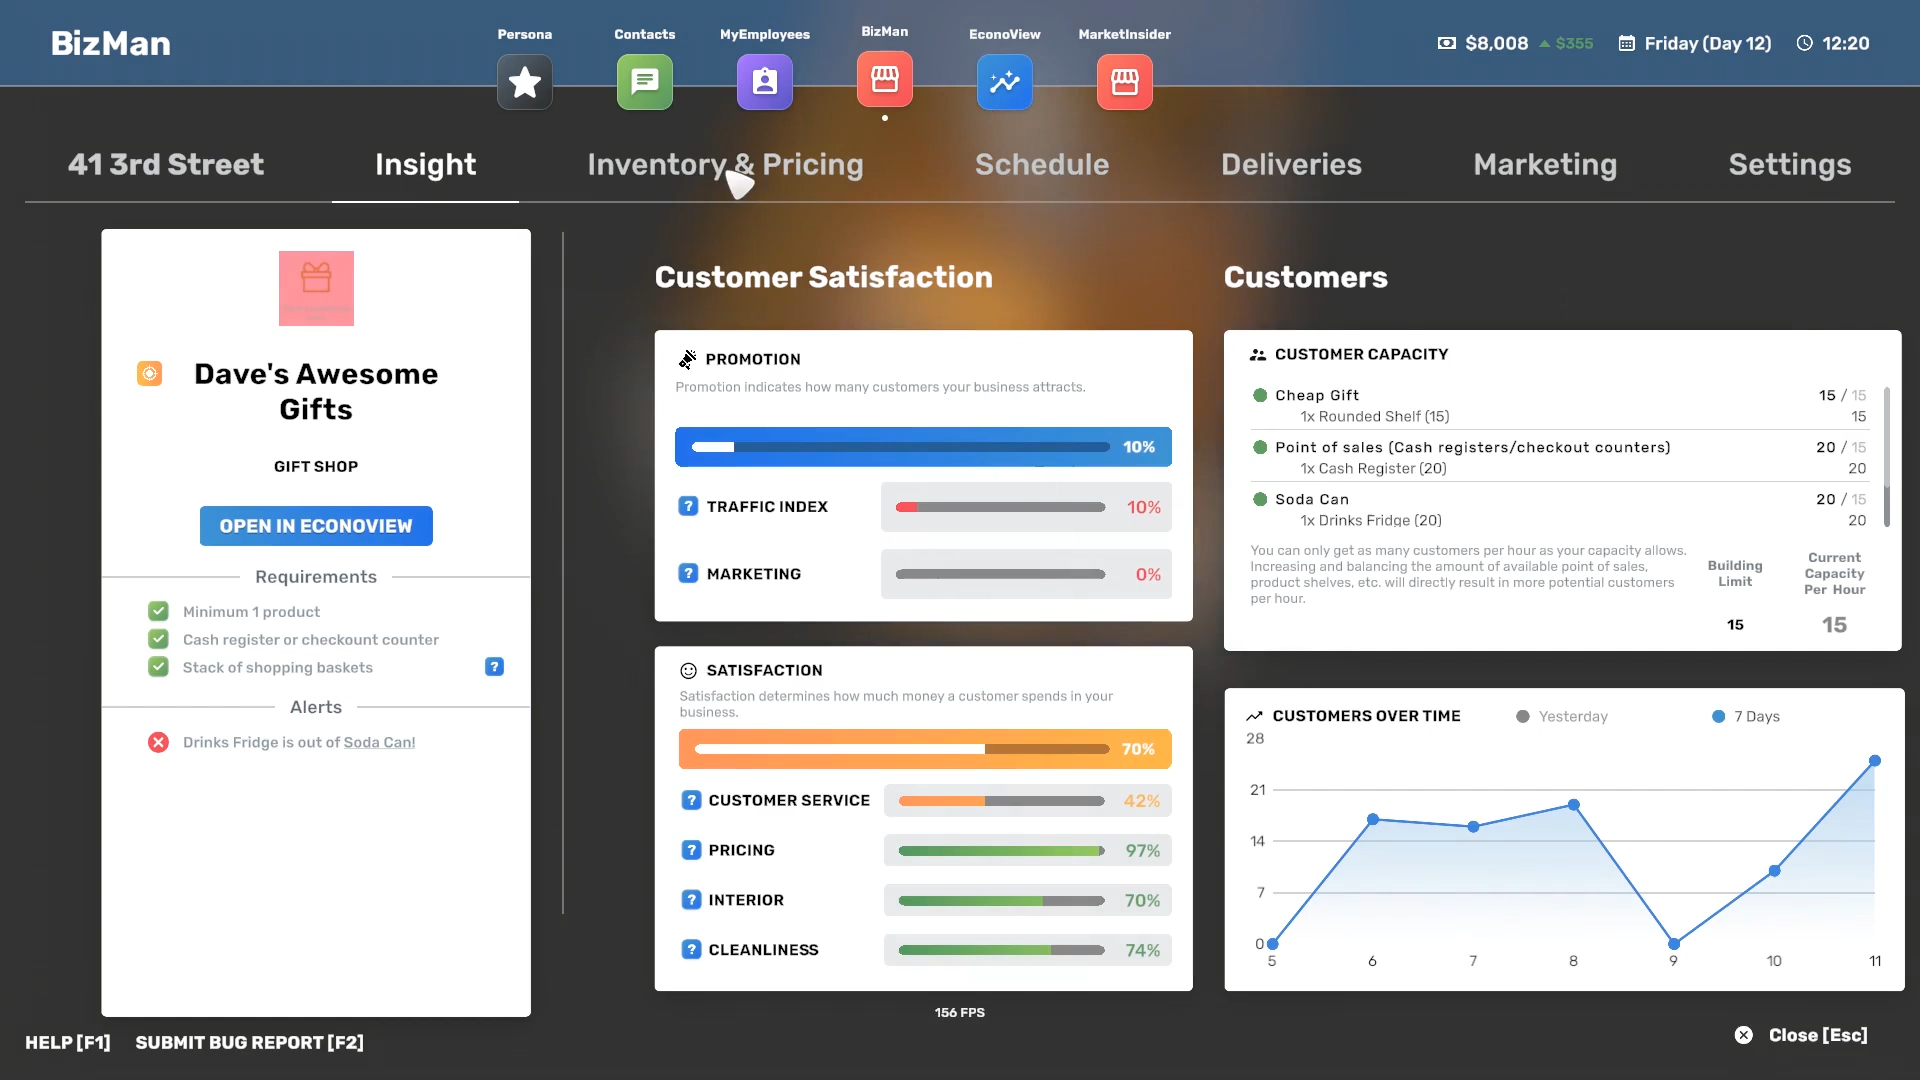 BizMan
Persona
Contacts
MyEmployees
BizMan
EconoView
MarketInsider
$8,008
$355
Friday (Day 12)
12:20
41 3rd Street
Insight
Inventory & Pricing
Schedule
Deliveries
Marketing
Settings
Dave's Awesome
Gifts
GIFT SHOP
OPEN IN ECONOVIEW
Requirements
Minimum 1 product
Cash register or checkount counter
Stack of shopping baskets
?
Alerts
Drinks Fridge is out of Soda Can!
Customer Satisfaction
PROMOTION
Promotion indicates how many customers your business attracts.
10%
? TRAFFIC INDEX 10%
? MARKETING 0%
SATISFACTION
Satisfaction determines how much money a customer spends in your
business.
70%
? CUSTOMER SERVICE 42%
? PRICING 97%
? INTERIOR 70%
? CLEANLINESS 74%
Customers
CUSTOMER CAPACITY
Cheap Gift 15 / 15
1x Rounded Shelf (15) 15
Point of sales (Cash registers/checkout counters) 20 / 15
1x Cash Register (20) 20
Soda Can 20 / 15
1x Drinks Fridge (20) 20
You can only get as many customers per hour as your capacity allows.
Increasing and balancing the amount of available point of sales,
product shelves, etc. will directly result in more potential customers
per hour.
Building
Limit
15
Current
Capacity
Per Hour
15
CUSTOMERS OVER TIME
Yesterday
7 Days
28
21
14
7
0
5 6 7 8 9 10 11
156 FPS
HELP [F1]
SUBMIT BUG REPORT [F2]
Close [Esc]